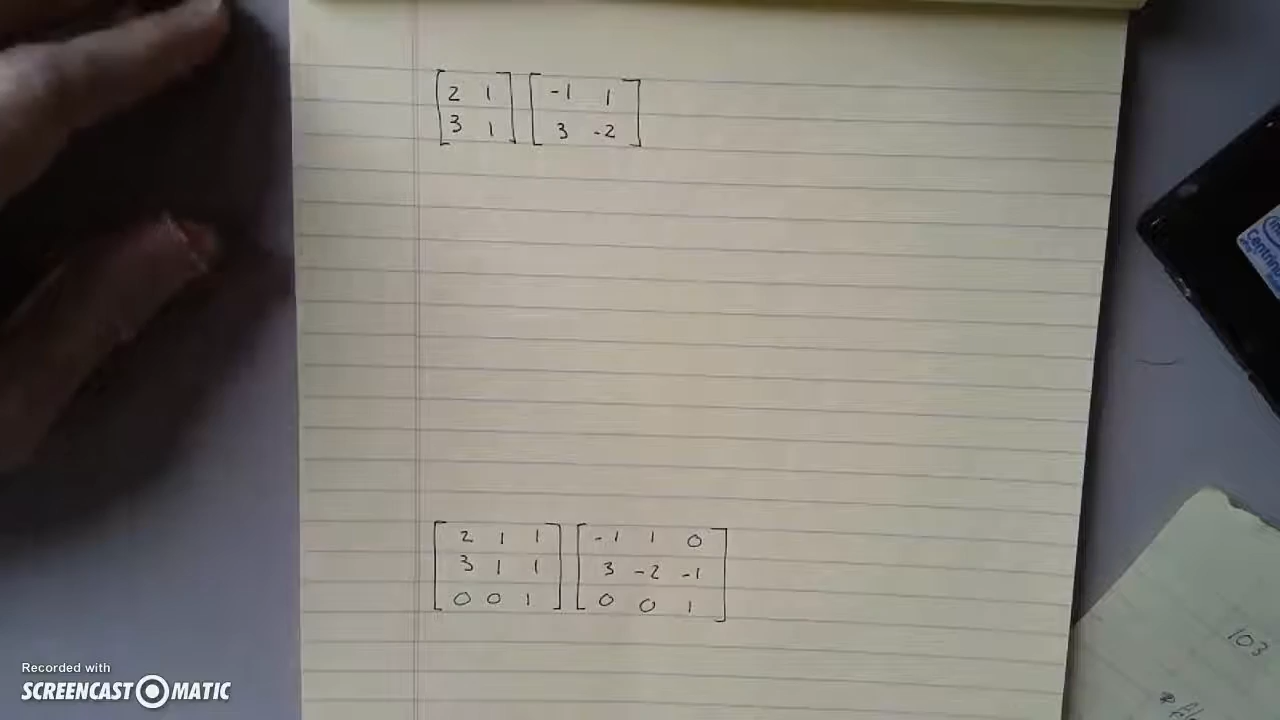 [2 1] [-1 1]
[3 1] [3 -2]
[2 1 1] [-1 1 0]
[3 1 1] [3 -2 -1]
[0 0 1] [0 0 1]
103
Recorded with
SCREENCAST MATIC